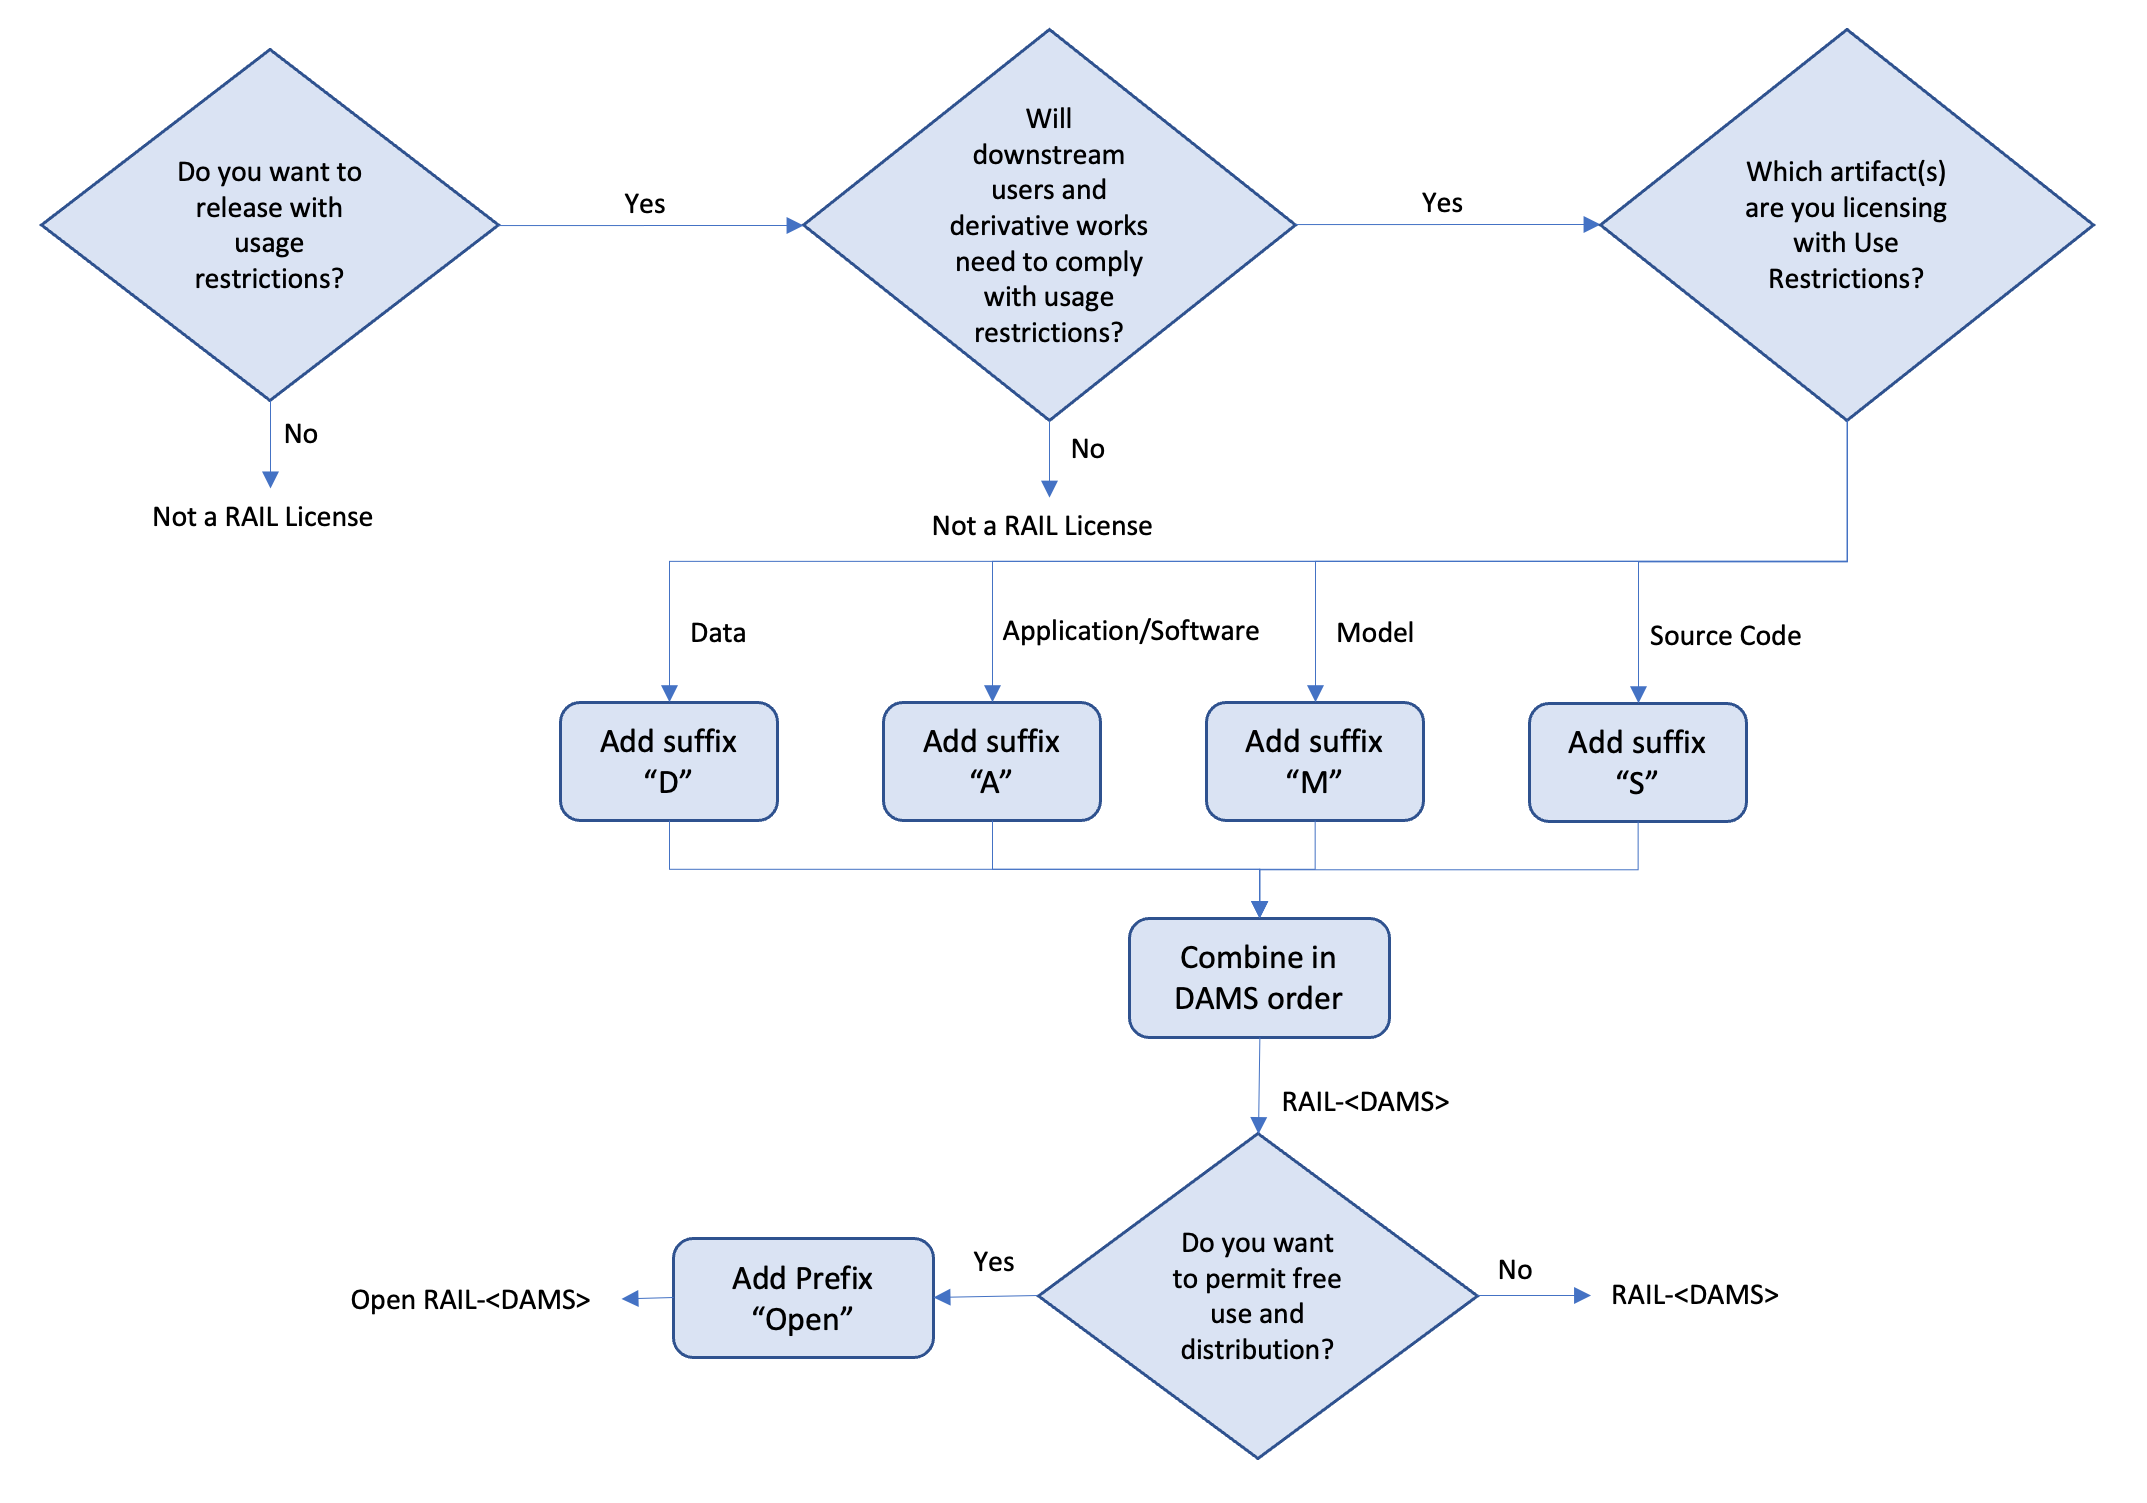 Do you want to
release with
usage
restrictions?
Yes
Will
downstream
users and
derivative works
need to comply
with usage
restrictions?
Yes
Which artifact(s)
are you licensing
with Use
Restrictions?
No
Not a RAIL License
No
Not a RAIL License
Data
Application/Software
Model
Source Code
Add suffix
“D”
Add suffix
“A”
Add suffix
“M”
Add suffix
“S”
Combine in
DAMS order
RAIL-<DAMS>
Do you want
to permit free
use and
distribution?
Yes
Add Prefix
“Open”
Open RAIL-<DAMS>
No
RAIL-<DAMS>